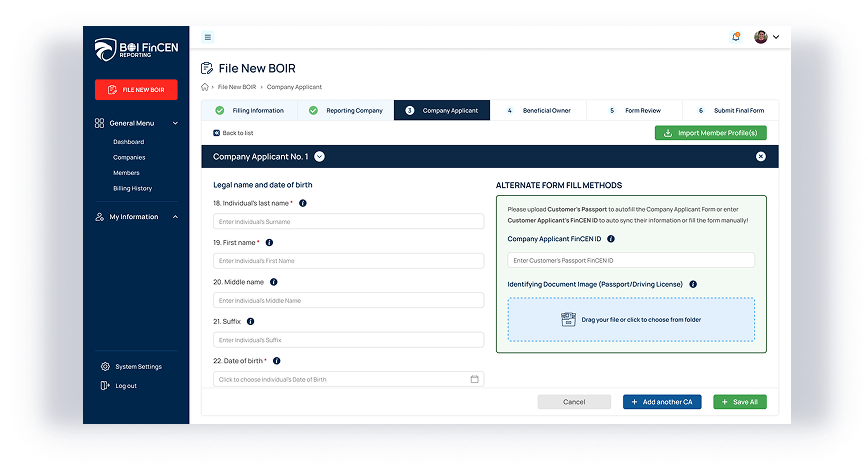 BOI FinCEN
REPORTING
FILE NEW BOIR
General Menu
Dashboard
Companies
Members
Billing History
My Information
System Settings
Log out
File New BOIR
File New BOIR > Company Applicant
Filling Information
Reporting Company
3 Company Applicant
4 Beneficial Owner
5 Form Review
6 Submit Final Form
Back to list
Import Member Profile(s)
Company Applicant No. 1
Legal name and date of birth
18. Individual's last name *
Enter Individual's Surname
19. First name *
Enter Individual's First Name
20. Middle name
Enter Individual's Middle Name
21. Suffix
Enter Individual's Suffix
22. Date of birth *
Click to choose Individual's Date of Birth
ALTERNATE FORM FILL METHODS
Please upload Customer's Passport to autofill the Company Applicant Form or enter
Customer Applicant's FinCEN ID to auto sync their information or fill the form manually!
Company Applicant FinCEN ID
Enter Customer's Passport FinCEN ID
Identifying Document Image (Passport/Driving License)
Drag your file or click to choose from folder
Cancel
+ Add another CA
+ Save All